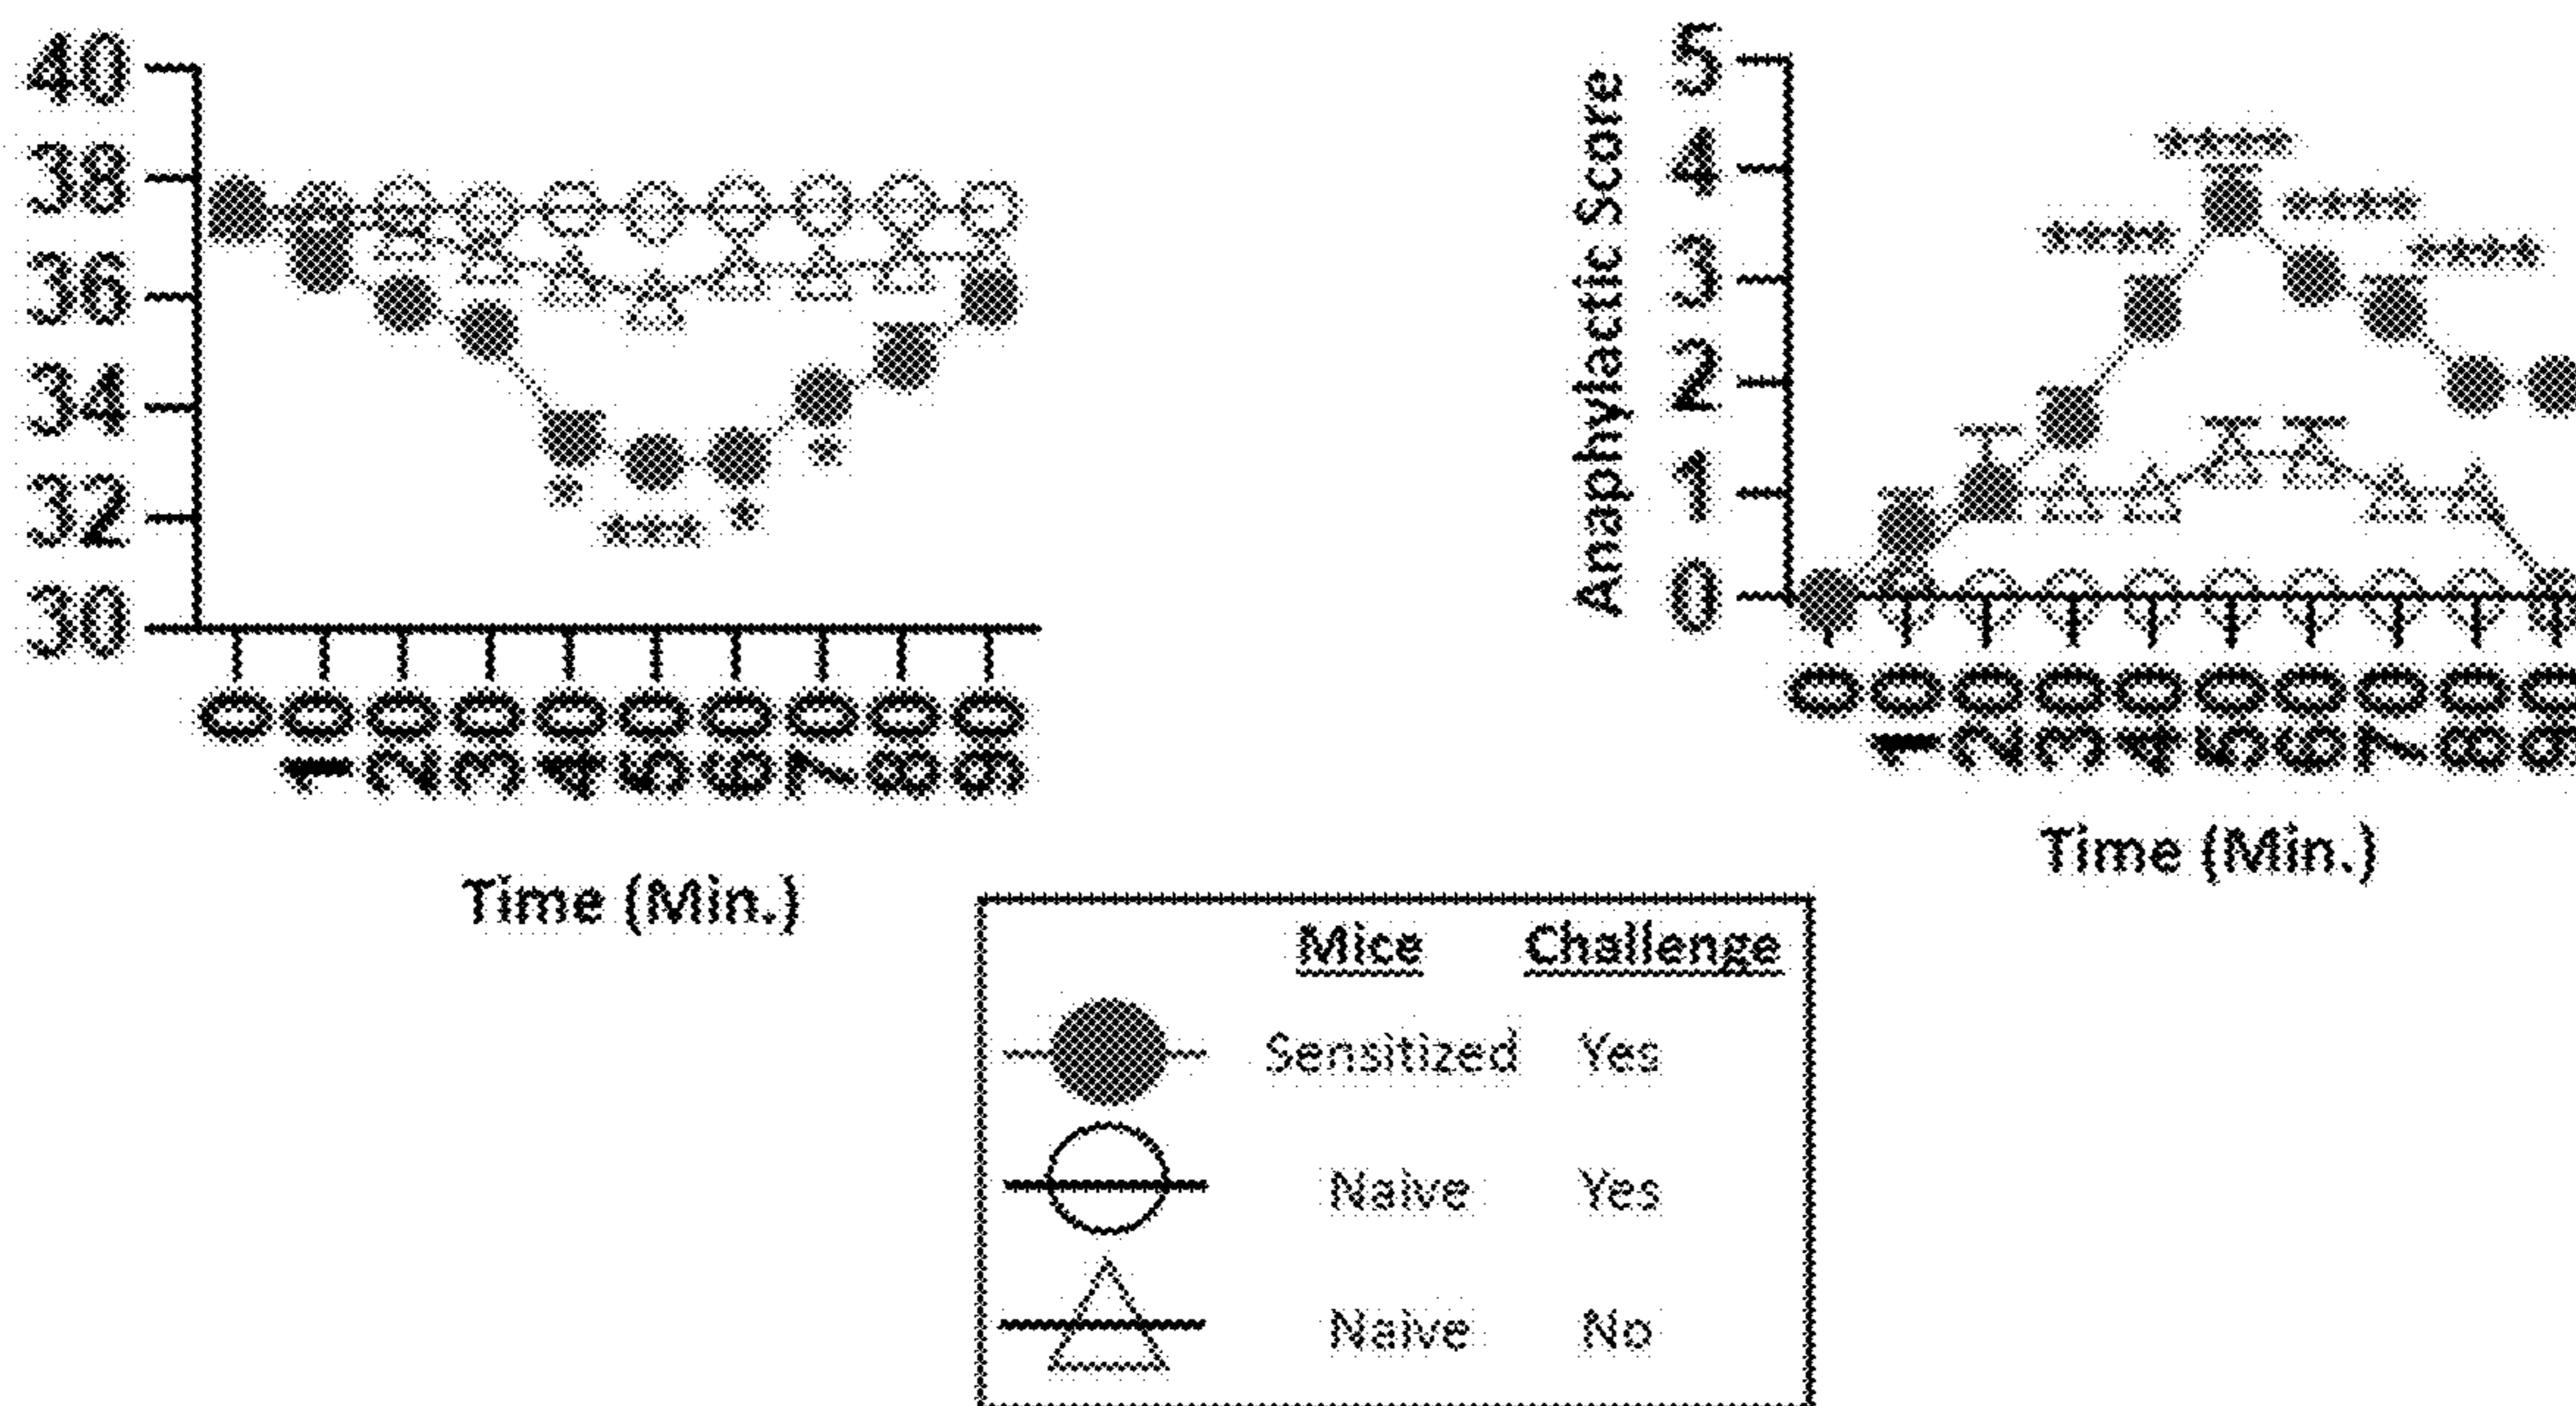 40
38
36
34
32
30
0 10 20 30 40 50 60 70 80 90
Time (Min.)
*
***
*
*
Anaphylactic Score
5
4
3
2
1
0
****
****
****
****
0 10 20 30 40 50 60 70 80 90
Time (Min.)
Mice Challenge
Sensitized Yes
Naive Yes
Naive No